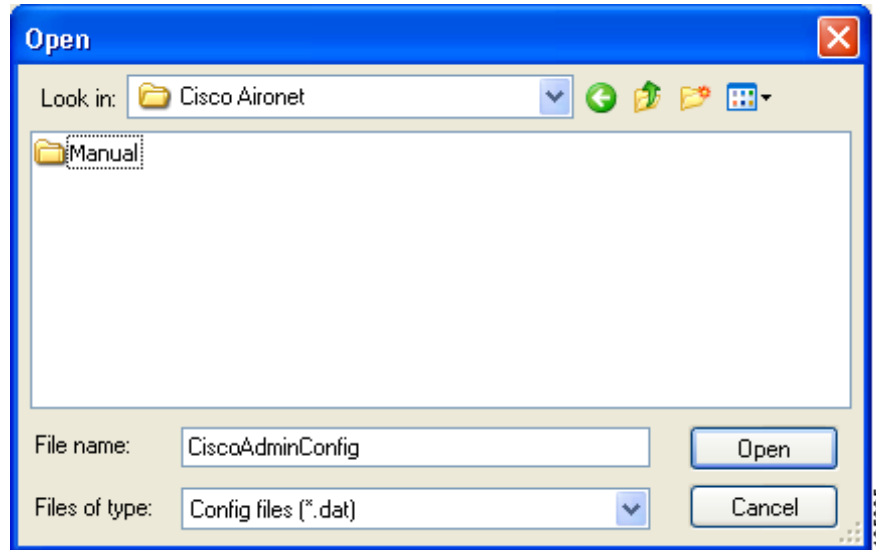 Open
Look in: Cisco Aironet
Manual
File name: CiscoAdminConfig Open
Files of type: Config files (*.dat) Cancel